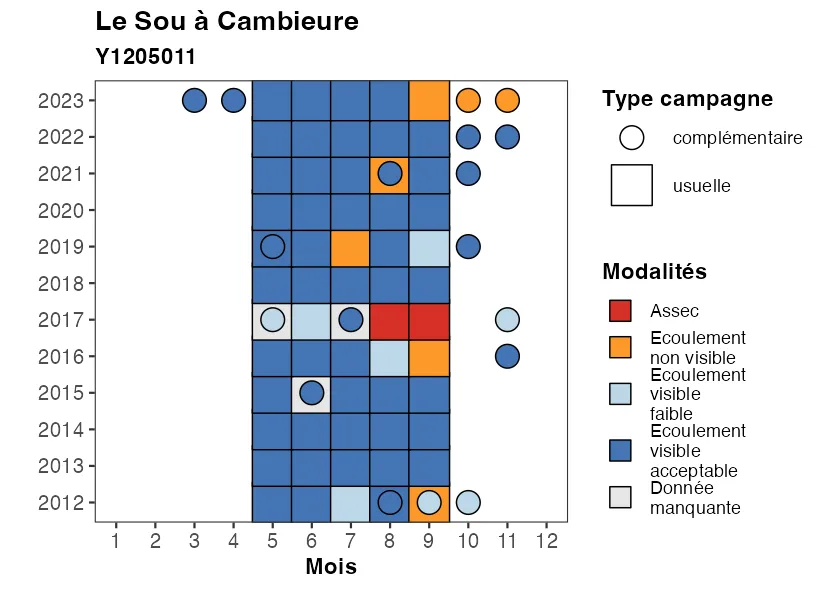 Le Sou à Cambieure
Y1205011
2023
2022
2021
2020
2019
2018
2017
2016
2015
2014
2013
2012
1 2 3 4 5 6 7 8 9 10 11 12
Mois
Type campagne
complémentaire
usuelle
Modalités
Assec
Ecoulement
non visible
Ecoulement
visible
faible
Ecoulement
visible
acceptable
Donnée
manquante